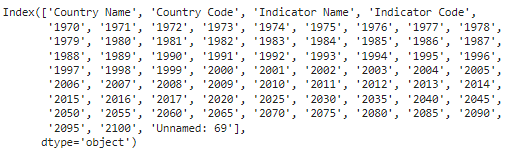 Index(['Country Name', 'Country Code', 'Indicator Name', 'Indicator Code',
'1970', '1971', '1972', '1973', '1974', '1975', '1976', '1977', '1978',
'1979', '1980', '1981', '1982', '1983', '1984', '1985', '1986', '1987',
'1988', '1989', '1990', '1991', '1992', '1993', '1994', '1995', '1996',
'1997', '1998', '1999', '2000', '2001', '2002', '2003', '2004', '2005',
'2006', '2007', '2008', '2009', '2010', '2011', '2012', '2013', '2014',
'2015', '2016', '2017', '2020', '2025', '2030', '2035', '2040', '2045',
'2050', '2055', '2060', '2065', '2070', '2075', '2080', '2085', '2090',
'2095', '2100', 'Unnamed: 69'],
dtype='object')